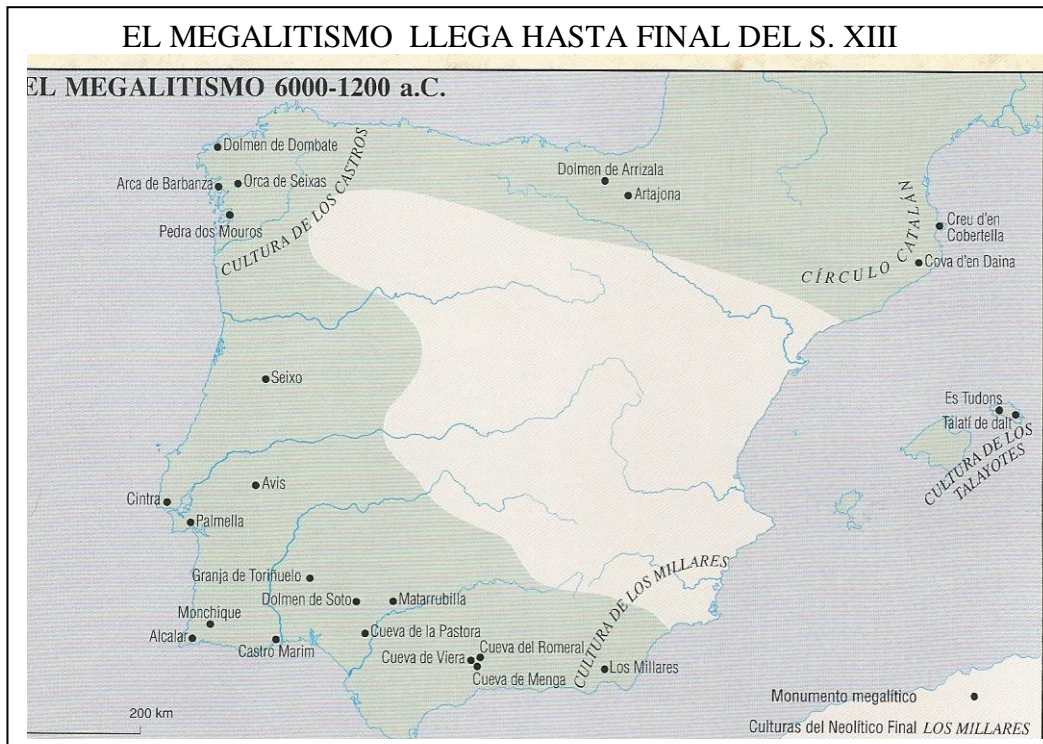 EL MEGALITISMO LLEGA HASTA FINAL DEL S. XIII
EL MEGALITISMO 6000-1200 a.C.
Dolmen de Dombate
Arca de Barbanza
Orca de Seixas
Pedra dos Mouros
CULTURA DE LOS CASTROS
Dolmen de Arrizala
Artajona
CÍRCULO CATALÁN
Creu d'en
Cobertella
Cova d'en Daina
Seixo
Es Tudons
Talatí de dalt
CULTURA DE LOS
TALAYOTES
Avis
Cintra
Palmella
Granja de Toriñuelo
Dolmen de Soto
Matarrubilla
Monchique
Alcalar
Castro Marim
Cueva de la Pastora
Cueva de Viera
Cueva del Romeral
Cueva de Menga
CULTURA DE LOS MILLARES
Los Millares
200 km
Monumento megalítico
Culturas del Neolítico Final LOS MILLARES